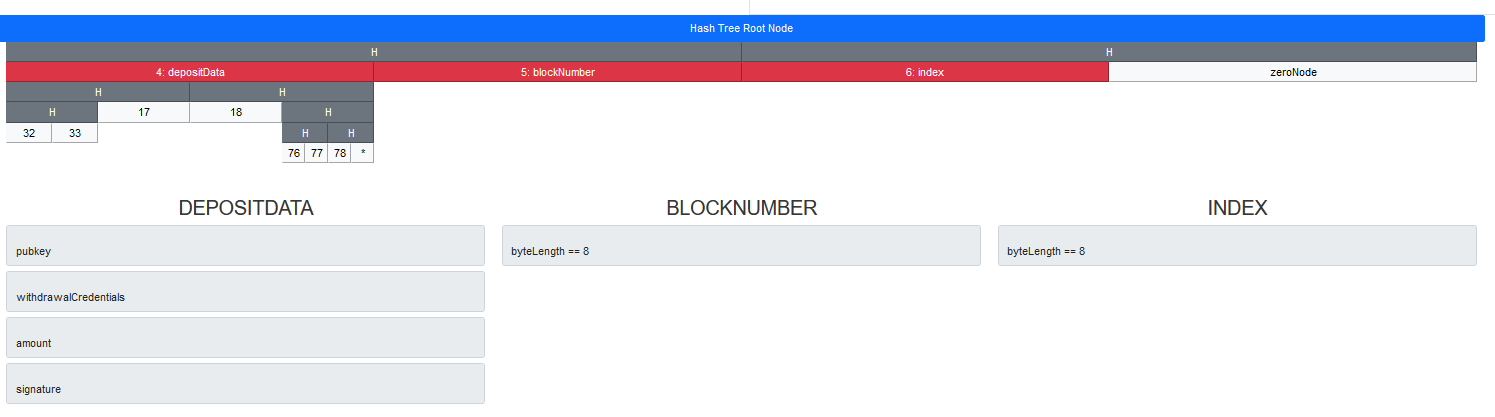 Hash Tree Root Node
H H
4: depositData 5: blockNumber 6: index zeroNode
H H
H 17 18 H
32 33 H H
76 77 78 *
DEPOSITDATA BLOCKNUMBER INDEX
pubkey byteLength == 8 byteLength == 8
withdrawalCredentials
amount
signature